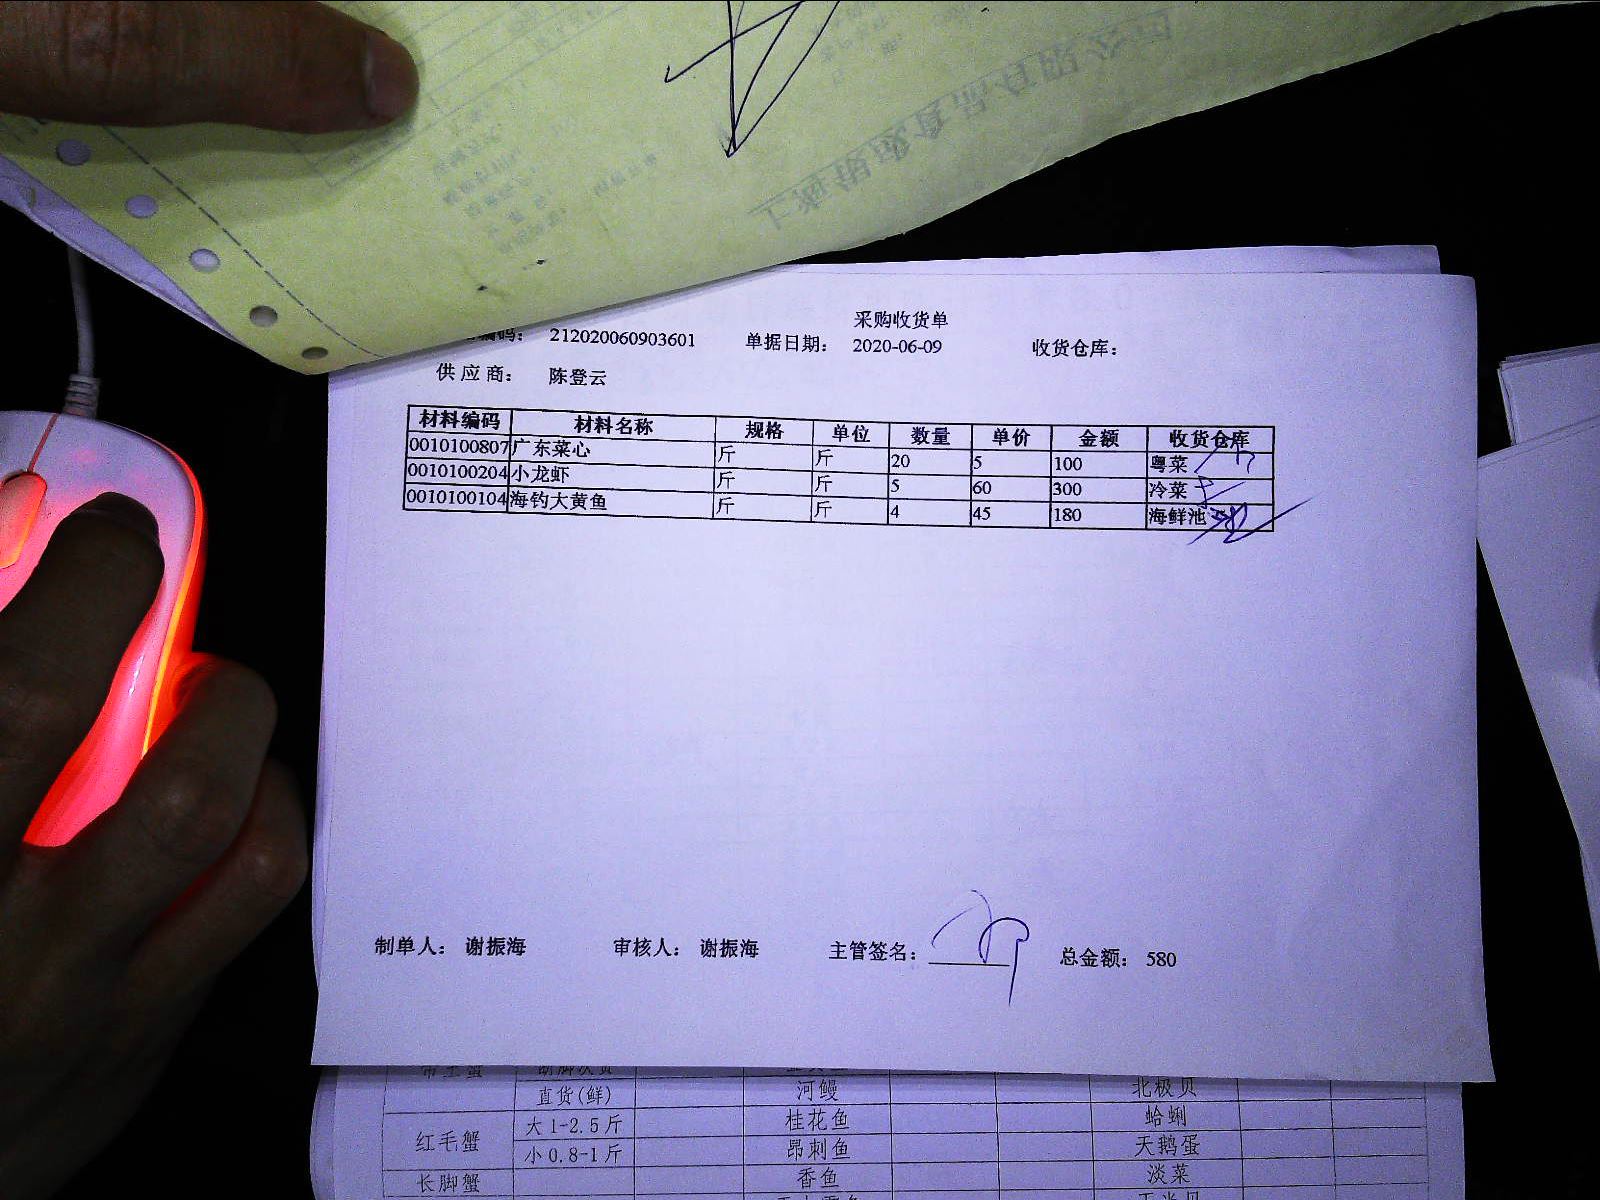 采购收货单
编码： 212020060903601 单据日期： 2020-06-09 收货仓库：
供应商： 陈登云
材料编码 材料名称 规格 单位 数量 单价 金额 收货仓库
0010100807 广东菜心 斤 斤 20 5 100 粤菜
0010100204 小龙虾 斤 斤 5 60 300 冷菜
0010100104 海钓大黄鱼 斤 斤 4 45 180 海鲜池
制单人： 谢振海 审核人： 谢振海 主管签名： 总金额： 580
直货(鲜) 河鳗 北极贝
红毛蟹 大1-2.5斤 桂花鱼 蛤蜊
小0.8-1斤 昂刺鱼 天鹅蛋
长脚蟹 香鱼 淡菜